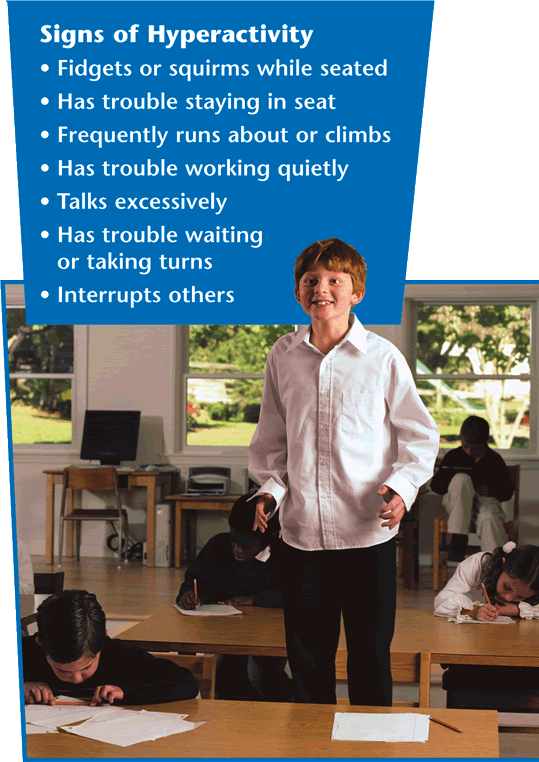 Signs of Hyperactivity
• Fidgets or squirms while seated
• Has trouble staying in seat
• Frequently runs about or climbs
• Has trouble working quietly
• Talks excessively
• Has trouble waiting
or taking turns
• Interrupts others